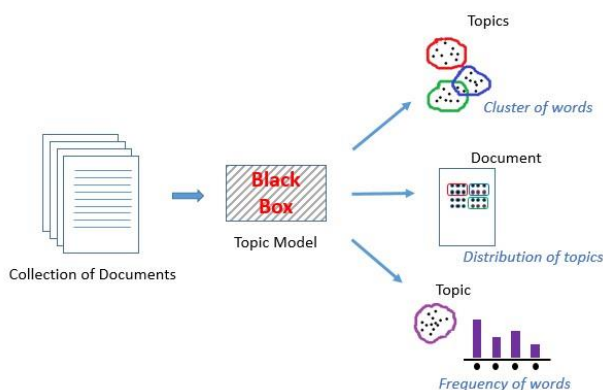 Topics
Cluster of words
Black
Box
Topic Model
Collection of Documents
Document
Distribution of topics
Topic
Frequency of words